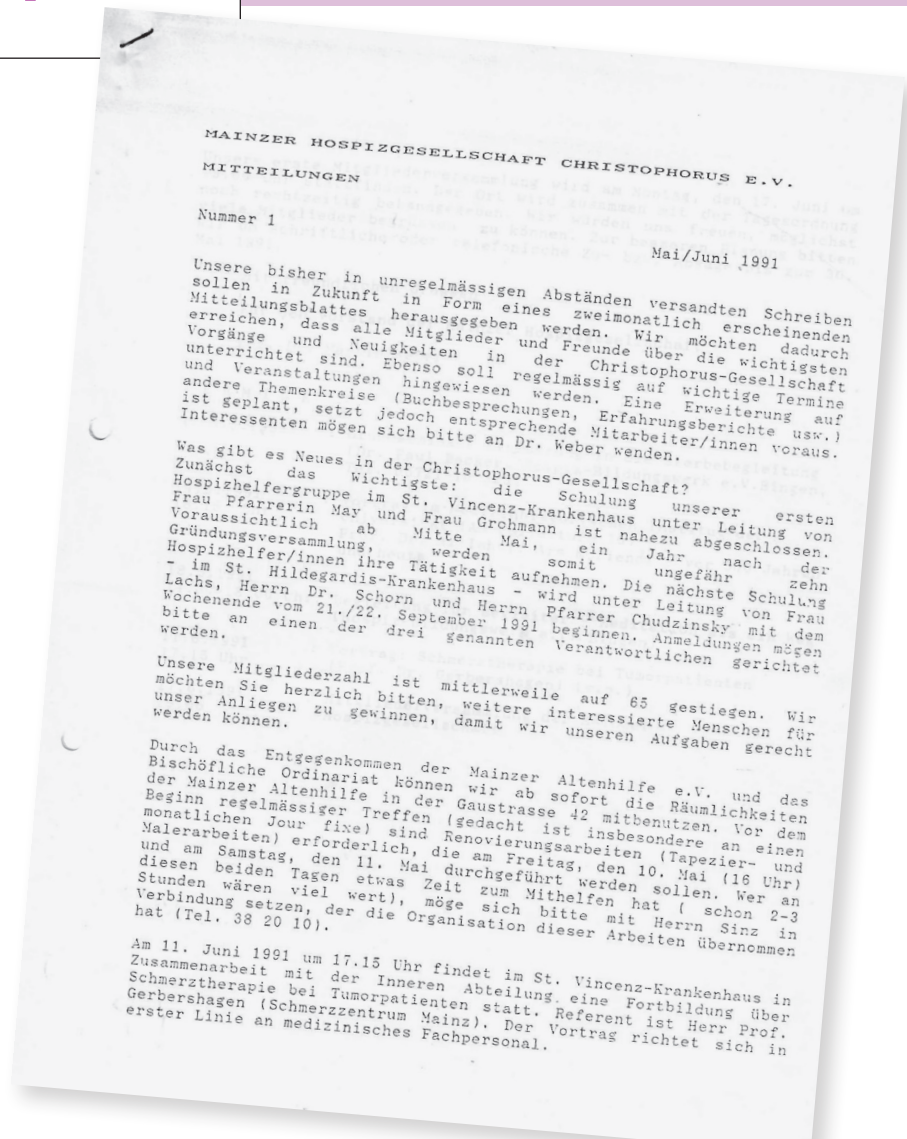 MAINZER HOSPIZGESELLSCHAFT CHRISTOPHORUS E.V.
MITTEILUNGEN
Nummer 1
Mai/Juni 1991
Unsere bisher in unregelmässigen Abständen versandten Schreiben
sollen in Zukunft in Form eines zweimonatlich erscheinenden
Mitteilungsblattes herausgegeben werden. Wir möchten dadurch
erreichen, dass alle Mitglieder und Freunde über die wichtigsten
Vorgänge und Neuigkeiten in der Christophorus-Gesellschaft
unterrichtet sind. Ebenso soll regelmässig auf wichtige Termine
und Veranstaltungen hingewiesen werden. Eine Erweiterung auf
andere Themenkreise (Buchbesprechungen, Erfahrungsberichte usw.)
ist geplant, setzt jedoch entsprechende Mitarbeiter/innen voraus.
Interessenten mögen sich bitte an Dr. Weber wenden.
Was gibt es Neues in der Christophorus-Gesellschaft?
Zunächst das Wichtigste: die Schulung unserer ersten
Hospizhelfergruppe im St. Vincenz-Krankenhaus unter Leitung von
Frau Pfarrerin May und Frau Grohmann ist nahezu abgeschlossen.
Voraussichtlich ab Mitte Mai, ein Jahr nach der
Gründungsversammlung, werden somit ungefähr zehn
Hospizhelfer/innen ihre Tätigkeit aufnehmen. Die nächste Schulung
- im St. Hildegardis-Krankenhaus - wird unter Leitung von Frau
Lachs, Herrn Dr. Schorn und Herrn Pfarrer Chudzinsky mit dem
Wochenende vom 21./22. September 1991 beginnen. Anmeldungen mögen
bitte an einen der drei genannten Verantwortlichen gerichtet
werden.
Unsere Mitgliederzahl ist mittlerweile auf 65 gestiegen. Wir
möchten Sie herzlich bitten, weitere interessierte Menschen für
unser Anliegen zu gewinnen, damit wir unseren Aufgaben gerecht
werden können.
Durch das Entgegenkommen der Mainzer Altenhilfe e.V. und das
Bischöfliche Ordinariat können wir ab sofort die Räumlichkeiten
der Mainzer Altenhilfe in der Gaustrasse 42 mitbenutzen. Vor dem
Beginn regelmässiger Treffen (gedacht ist insbesondere an einen
monatlichen Jour fixe) sind Renovierungsarbeiten (Tapezier- und
Malerarbeiten) erforderlich, die am Freitag, den 10. Mai (16 Uhr)
und am Samstag, den 11. Mai durchgeführt werden sollen. Wer an
diesen beiden Tagen etwas Zeit zum Mithelfen hat ( schon 2-3
Stunden wären viel wert), möge sich bitte mit Herrn Sinz in
Verbindung setzen, der die Organisation dieser Arbeiten übernommen
hat (Tel. 38 20 10).
Am 11. Juni 1991 um 17.15 Uhr findet im St. Vincenz-Krankenhaus in
Zusammenarbeit mit der Inneren Abteilung eine Fortbildung über
Schmerztherapie bei Tumorpatienten statt. Referent ist Herr Prof.
Gerbershagen (Schmerzzentrum Mainz). Der Vortrag richtet sich in
erster Linie an medizinisches Fachpersonal.